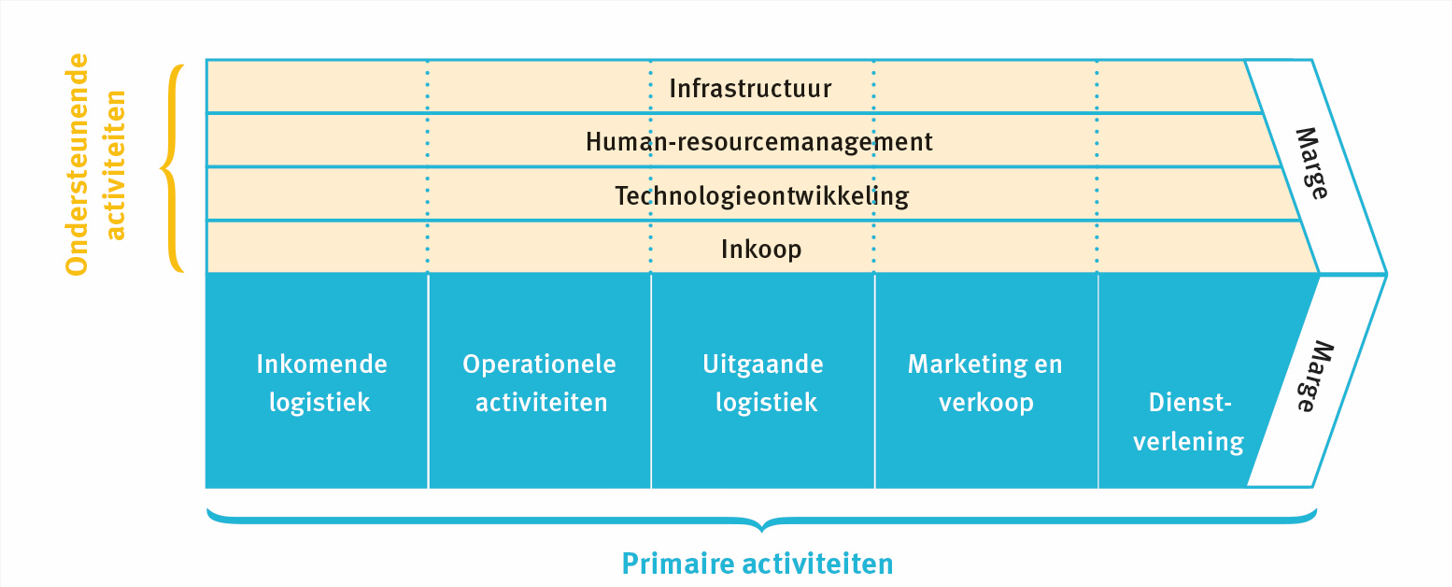 Ondersteunende
activiteiten
Infrastructuur
Human-resourcemanagement
Technologieontwikkeling
Inkoop
Marge
Inkomende
logistiek
Operationele
activiteiten
Uitgaande
logistiek
Marketing en
verkoop
Dienst-
verlening
Marge
Primaire activiteiten